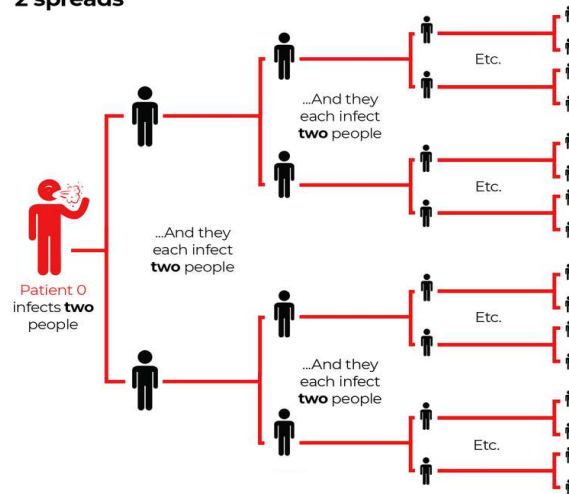 2 spreads
Patient 0
infects two
people
...And they
each infect
two people
...And they
each infect
two people
...And they
each infect
two people
Etc.
Etc.
Etc.
Etc.